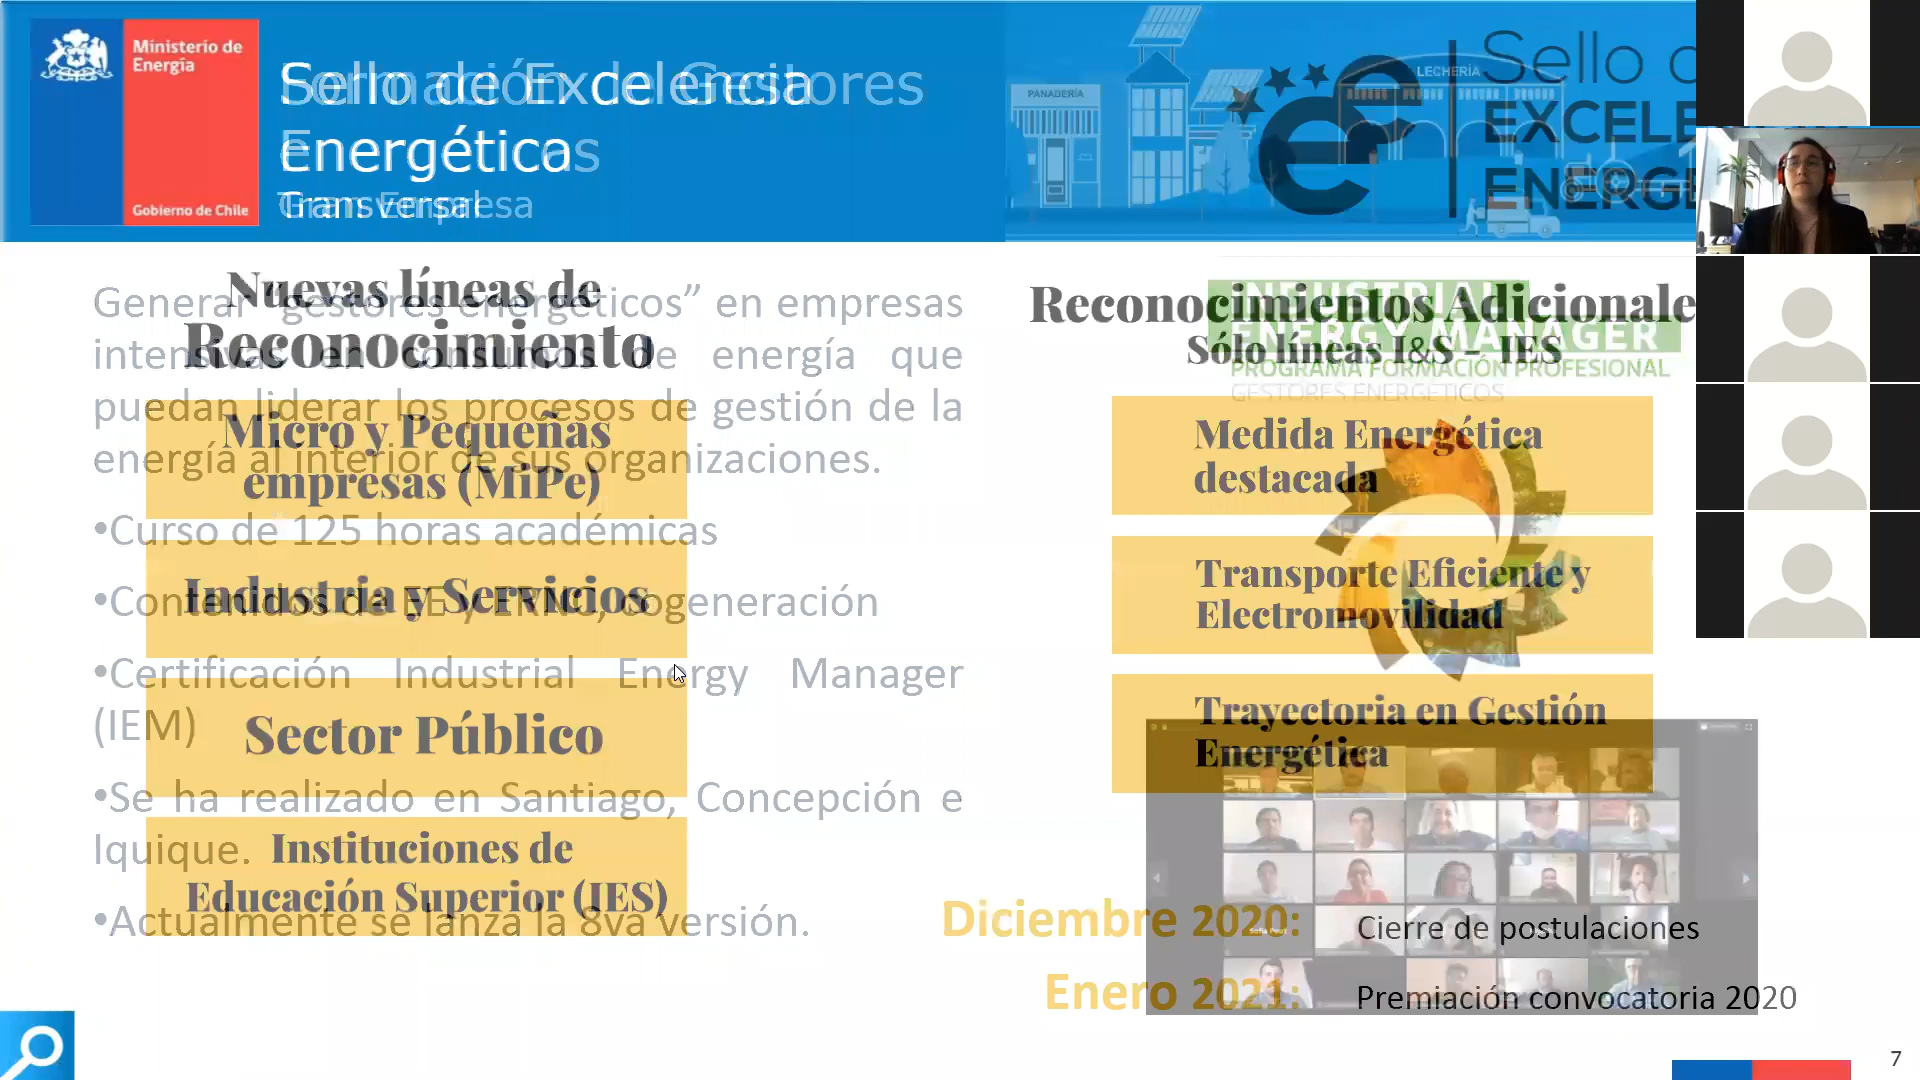 Ministerio de
Energía
Gobierno de Chile
Sello de Excelencia
Energética
Transversal
Formación de Gestores
Energéticos
Gran Empresa
PANADERÍA
LECHERÍA
Sello
EXCELE
ENERG
Nuevas líneas de
Reconocimiento
Micro y Pequeñas
empresas (MiPe)
Industria y Servicios
Sector Público
Instituciones de
Educación Superior (IES)
Generar “gestores energéticos” en empresas
intensivas en consumos de energía que
puedan liderar los procesos de gestión de la
energía al interior de sus organizaciones.
•Curso de 125 horas académicas
•Contenidos de EE y ERNC, cogeneración
•Certificación Industrial Energy Manager
(IEM)
•Se ha realizado en Santiago, Concepción e
Iquique.
•Actualmente se lanza la 8va versión.
Reconocimientos Adicionale
Sólo líneas I&S - IES
INDUSTRIAL
ENERGY MANAGER
PROGRAMA FORMACIÓN PROFESIONAL
GESTORES ENERGÉTICOS
Medida Energética
destacada
Transporte Eficiente y
Electromovilidad
Trayectoria en Gestión
Energética
Diciembre 2020: Cierre de postulaciones
Enero 2021: Premiación convocatoria 2020
7